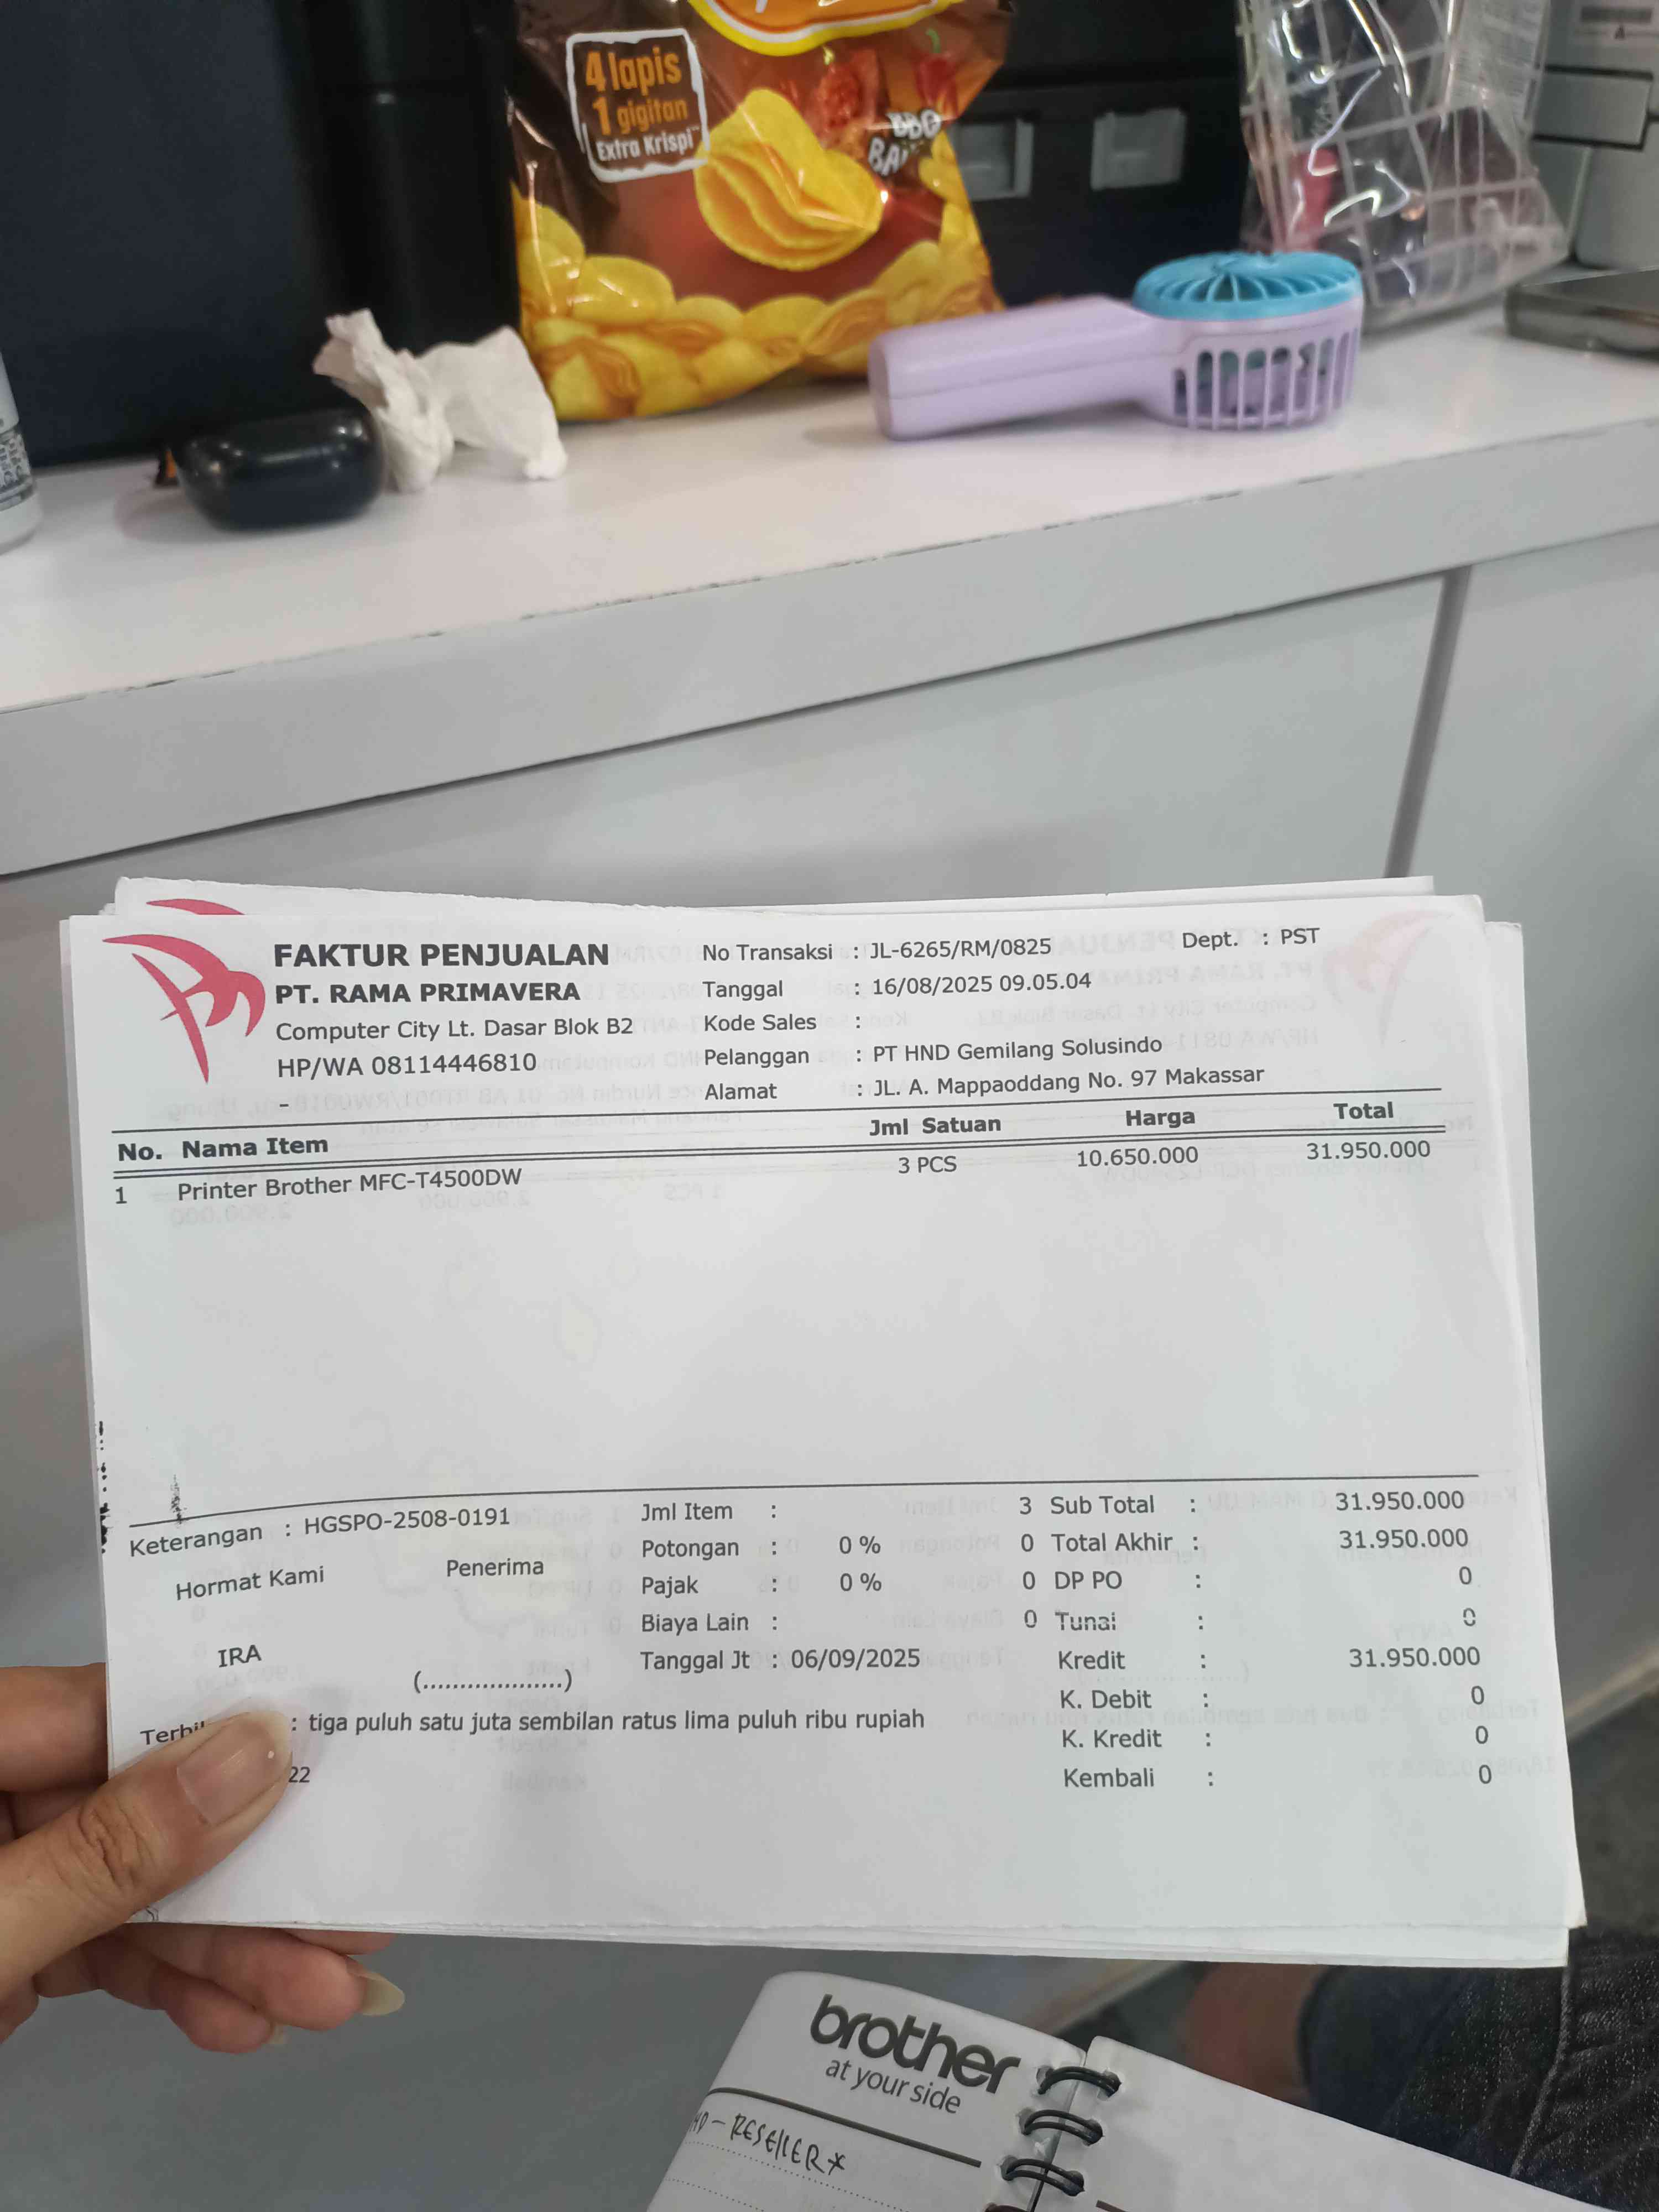 4 lapis
1 gigitan
Extra Krispi
BBQ
FAKTUR PENJUALAN
PT. RAMA PRIMAVERA
Computer City Lt. Dasar Blok B2
HP/WA 08114446810
-
No Transaksi : JL-6265/RM/0825
Dept. : PST
Tanggal : 16/08/2025 09.05.04
Kode Sales :
Pelanggan : PT HND Gemilang Solusindo
Alamat : JL. A. Mappaoddang No. 97 Makassar
No. Nama Item Jml Satuan Harga Total
1 Printer Brother MFC-T4500DW 3 PCS 10.650.000 31.950.000
Keterangan : HGSPO-2508-0191
Hormat Kami Penerima
IRA
(...................)
Jml Item : 3
Potongan : 0 % 0
Pajak : 0 % 0
Biaya Lain : 0
Tanggal Jt : 06/09/2025
Sub Total : 31.950.000
Total Akhir : 31.950.000
DP PO : 0
Tunai : 0
Kredit : 31.950.000
K. Debit : 0
K. Kredit : 0
Kembali : 0
: tiga puluh satu juta sembilan ratus lima puluh ribu rupiah
22
brother
at your side
- RESELLER *